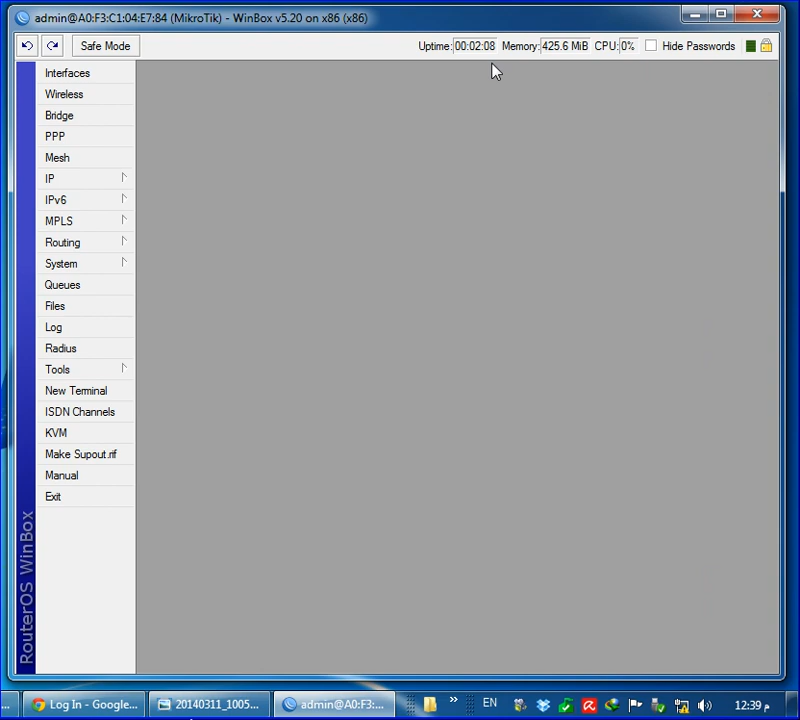 admin@A0:F3:C1:04:E7:84 (MikroTik) - WinBox v5.20 on x86 (x86)
Safe Mode
Uptime: 00:02:08 Memory: 425.6 MiB CPU: 0% Hide Passwords
Interfaces
Wireless
Bridge
PPP
Mesh
IP
IPv6
MPLS
Routing
System
Queues
Files
Log
Radius
Tools
New Terminal
ISDN Channels
KVM
Make Supout.rif
Manual
Exit
RouterOS WinBox
... Log In - Google... 20140311_1005... admin@A0:F3:... » EN 12:39 م